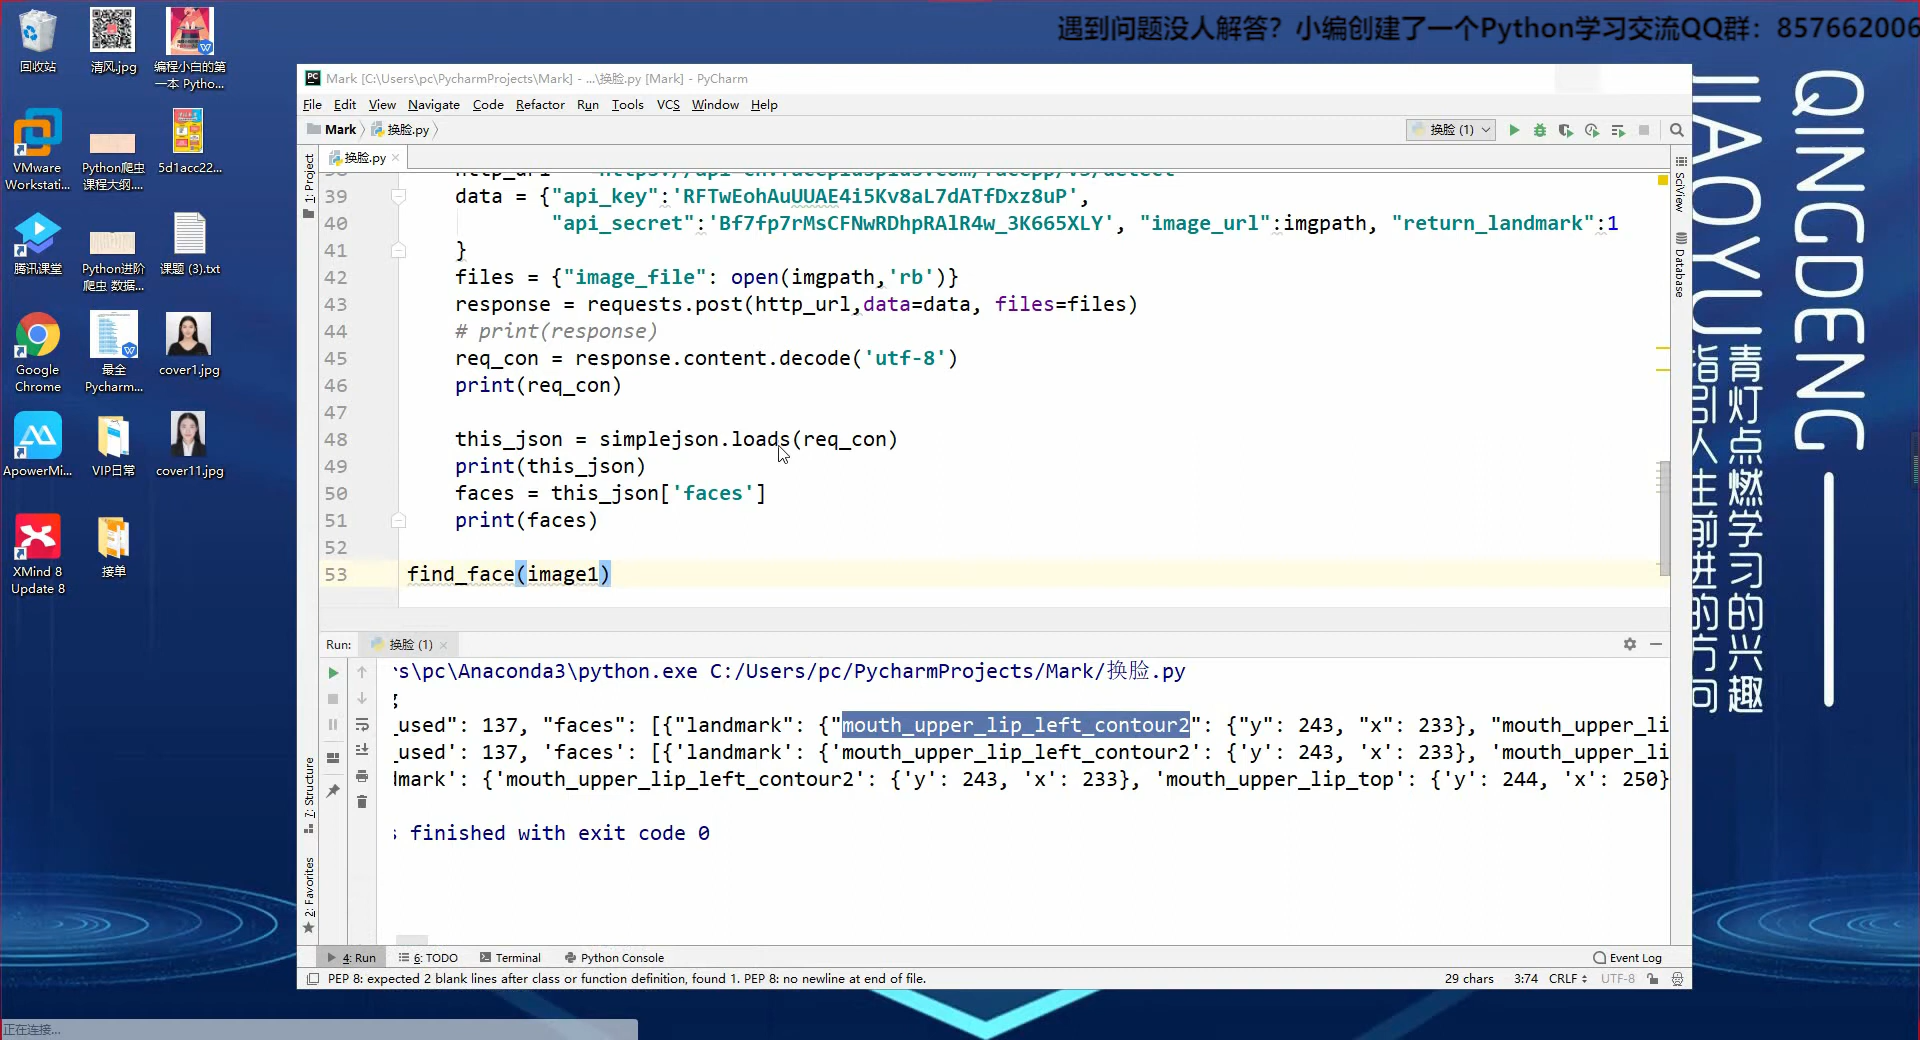 遇到问题没人解答？小编创建了一个Python学习交流QQ群：857662006
回收站
清风.jpg
编程小白的第一本 Pytho...
VMware Workstati...
Python爬虫课程大纲....
5d1acc22...
腾讯课堂
Python进阶爬虫 数据...
课题 (3).txt
Google Chrome
最全 Pycharm...
cover1.jpg
ApowerMi...
VIP日常
cover11.jpg
XMind 8 Update 8
接单
Mark [C:\Users\pc\PycharmProjects\Mark] - ...\换脸.py [Mark] - PyCharm
File Edit View Navigate Code Refactor Run Tools VCS Window Help
Mark 换脸.py
换脸 (1)
换脸.py
1: Project
39 data = {"api_key":'RFTwEohAuUUAE4i5Kv8aL7dATfDxz8uP',
40 "api_secret":'Bf7fp7rMsCFNwRDhpRAlR4w_3K665XLY', "image_url":imgpath, "return_landmark":1
41 }
42 files = {"image_file": open(imgpath,'rb')}
43 response = requests.post(http_url,data=data, files=files)
44 # print(response)
45 req_con = response.content.decode('utf-8')
46 print(req_con)
47
48 this_json = simplejson.loads(req_con)
49 print(this_json)
50 faces = this_json['faces']
51 print(faces)
52
53 find_face(image1)
SciView
Database
Run: 换脸 (1)
rs\pc\Anaconda3\python.exe C:/Users/pc/PycharmProjects/Mark/换脸.py
g
_used": 137, "faces": [{"landmark": {"mouth_upper_lip_left_contour2": {"y": 243, "x": 233}, "mouth_upper_li
_used': 137, 'faces': [{'landmark': {'mouth_upper_lip_left_contour2': {'y': 243, 'x': 233}, 'mouth_upper_li
dmark': {'mouth_upper_lip_left_contour2': {'y': 243, 'x': 233}, 'mouth_upper_lip_top': {'y': 244, 'x': 250}
s finished with exit code 0
7: Structure
2: Favorites
4: Run 6: TODO Terminal Python Console Event Log
PEP 8: expected 2 blank lines after class or function definition, found 1. PEP 8: no newline at end of file.
29 chars 3:74 CRLF UTF-8
QINGDENG
JIAOYU
青灯点燃学习的兴趣
指引人生前进的方向
正在连接...